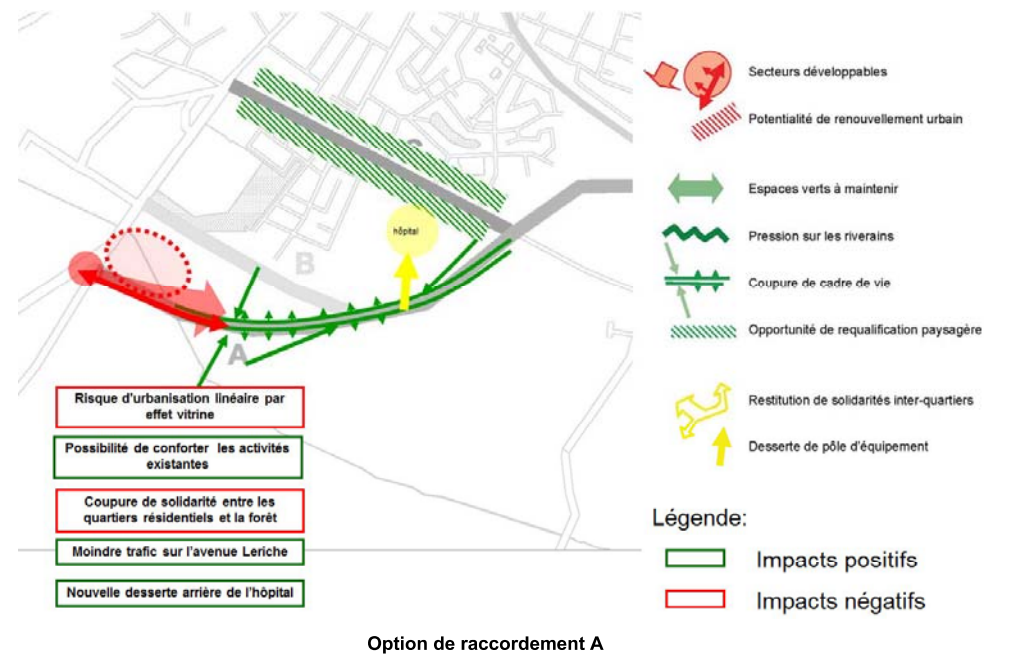 Secteurs développables
Potentialité de renouvellement urbain
Espaces verts à maintenir
Pression sur les riverains
Coupure de cadre de vie
Opportunité de requalification paysagère
Restitution de solidarités inter-quartiers
Desserte de pôle d'équipement
Légende:
Impacts positifs
Impacts négatifs
hôpital
B
A
Risque d'urbanisation linéaire par
effet vitrine
Possibilité de conforter les activités
existantes
Coupure de solidarité entre les
quartiers résidentiels et la forêt
Moindre trafic sur l'avenue Leriche
Nouvelle desserte arrière de l'hôpital
Option de raccordement A